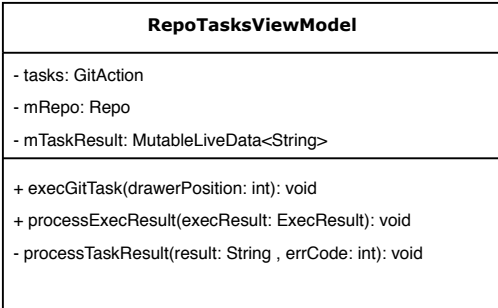 RepoTasksViewModel
- tasks: GitAction
- mRepo: Repo
- mTaskResult: MutableLiveData<String>
+ execGitTask(drawerPosition: int): void
+ processExecResult(execResult: ExecResult): void
- processTaskResult(result: String , errCode: int): void